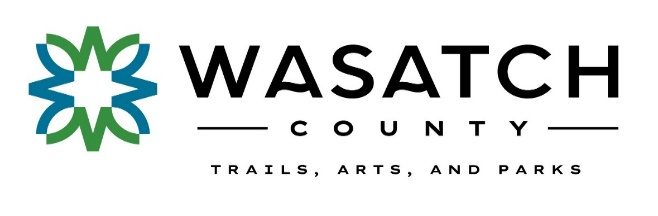 WASATCH
COUNTY
TRAILS, ARTS, AND PARKS